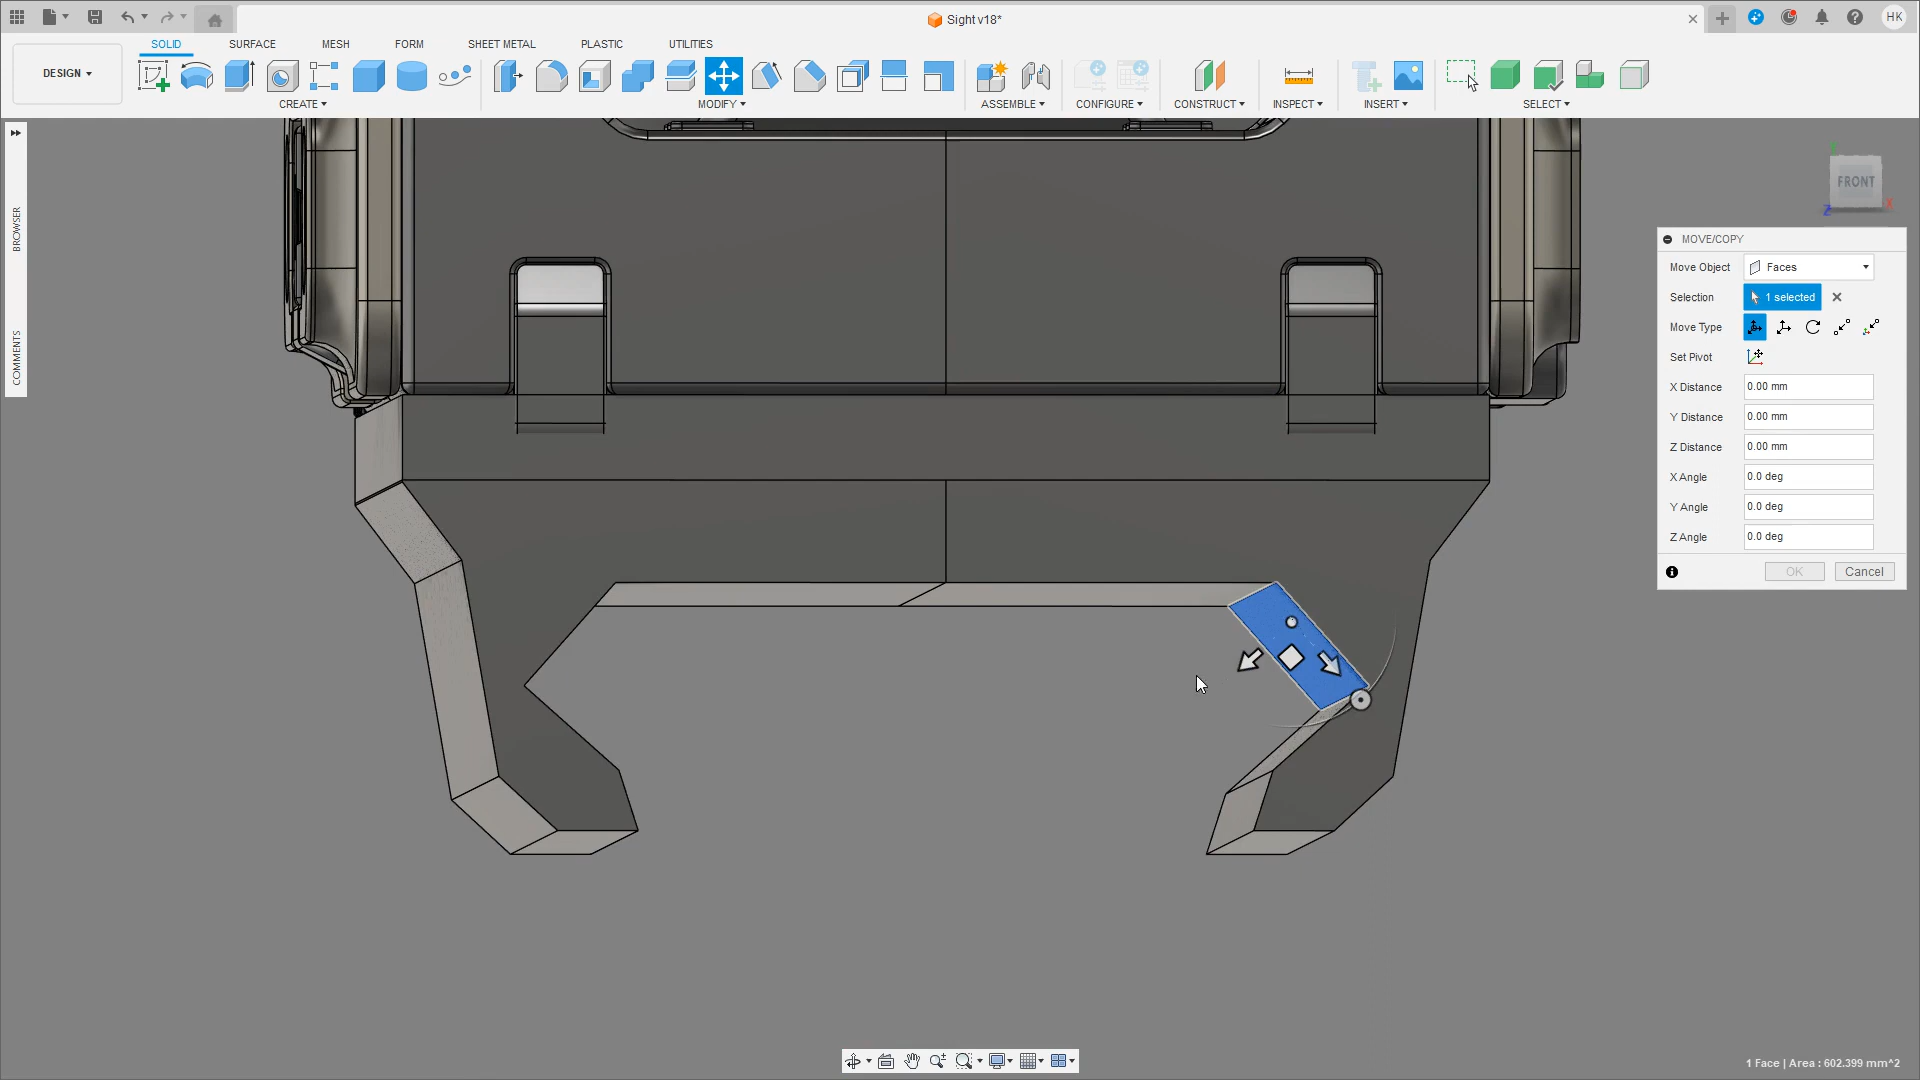 Sight v18*
HK
DESIGN
SOLID
SURFACE
MESH
FORM
SHEET METAL
PLASTIC
UTILITIES
CREATE
MODIFY
ASSEMBLE
CONFIGURE
CONSTRUCT
INSPECT
INSERT
SELECT
BROWSER
COMMENTS
Y
FRONT
X
Z
MOVE/COPY
Move Object Faces
Selection 1 selected
Move Type
Set Pivot
X Distance 0.00 mm
Y Distance 0.00 mm
Z Distance 0.00 mm
X Angle 0.0 deg
Y Angle 0.0 deg
Z Angle 0.0 deg
OK Cancel
1 Face | Area : 602.399 mm^2